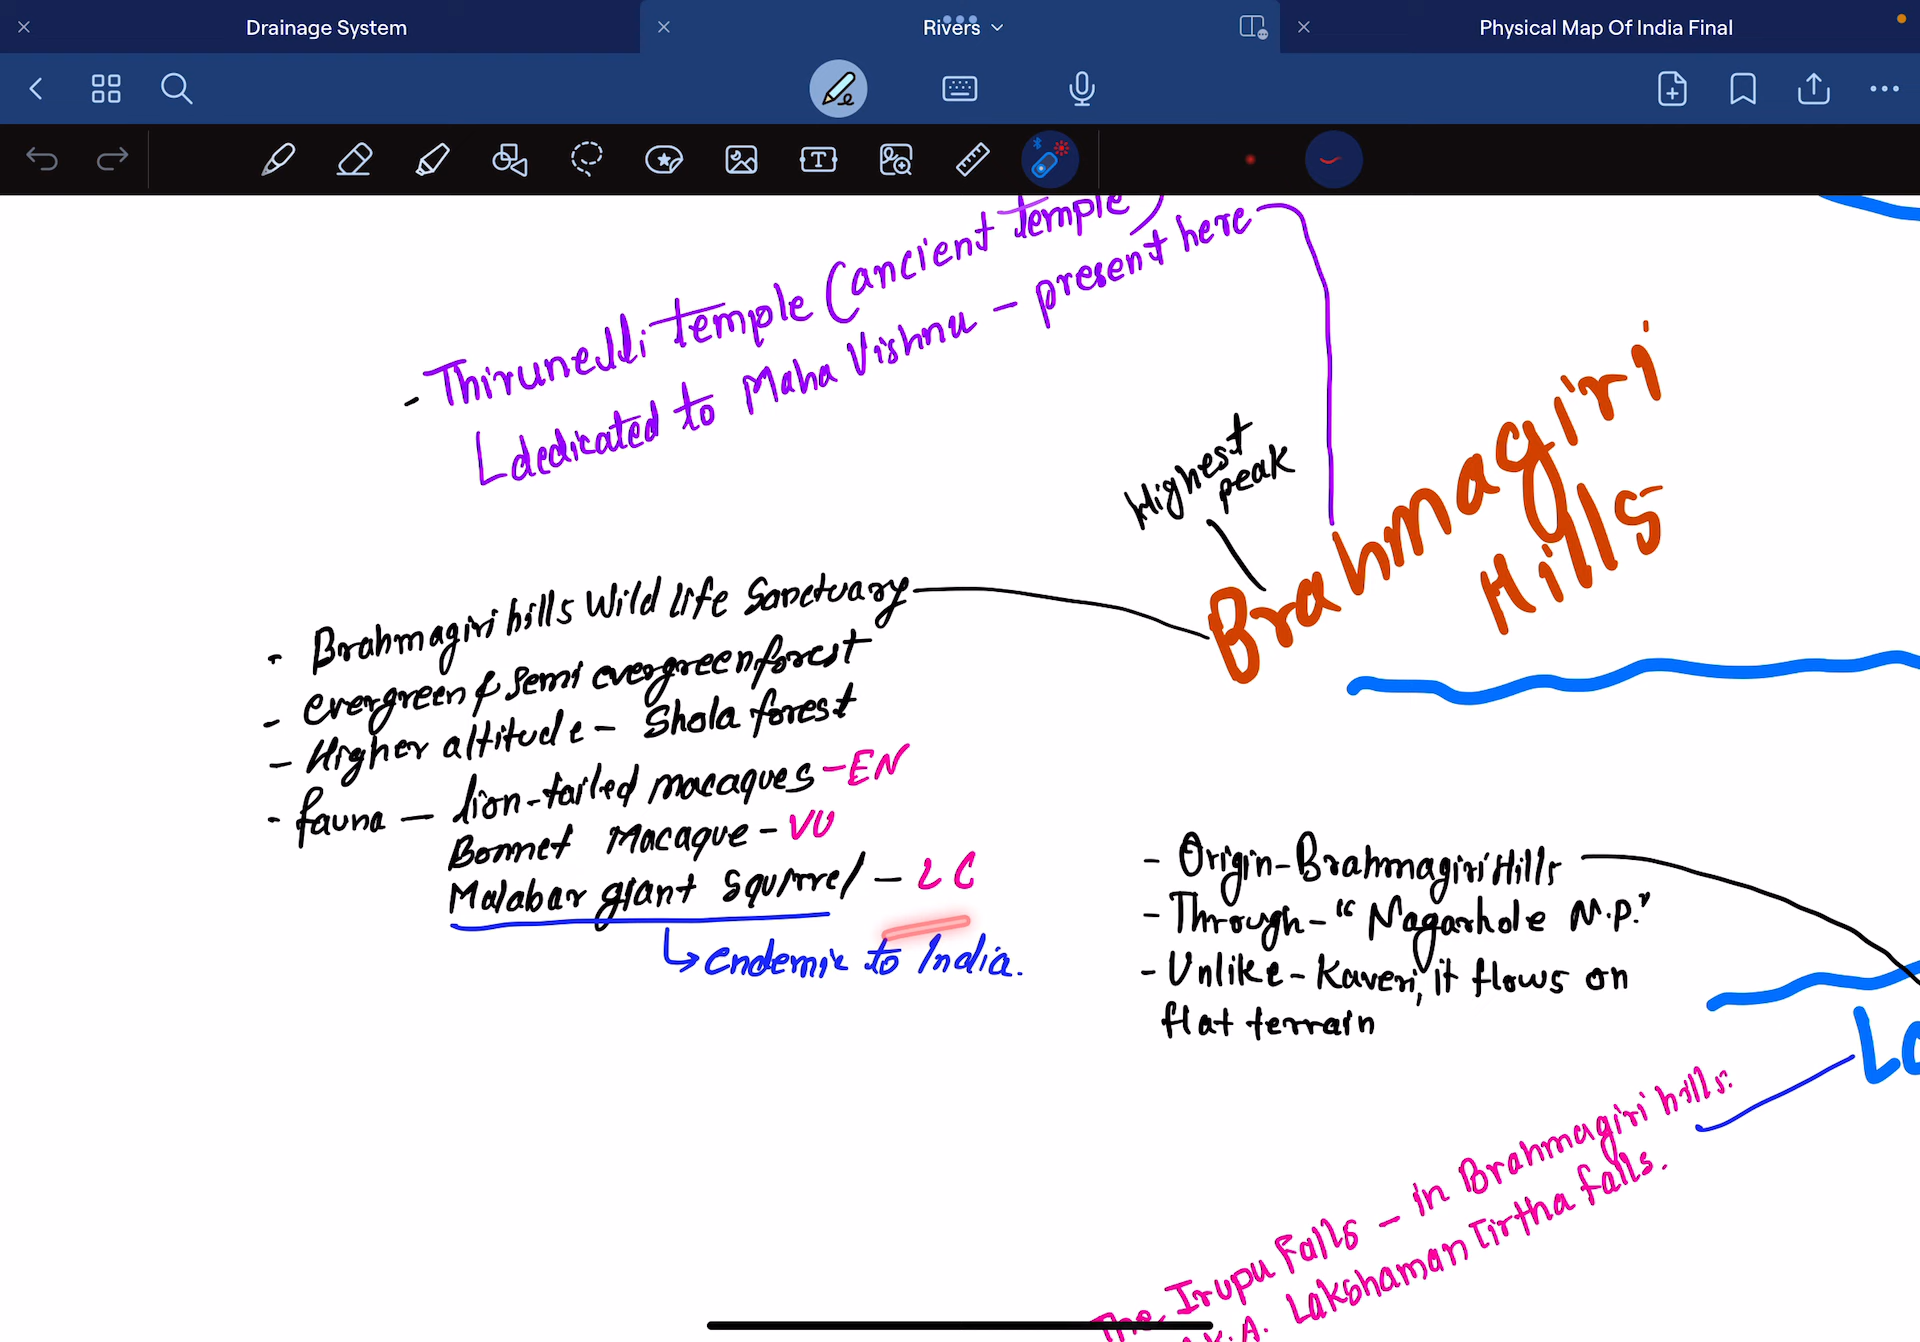 Drainage System
Rivers
Physical Map Of India Final
- Thirunelli temple (ancient temple)
dedicated to Maha Vishnu - present here
Highest
peak
Brahmagiri
Hills
- Brahmagiri hills Wild life Sanctuary
- evergreen & semi evergreen forest
- Higher altitude - Shola forest
- fauna - lion-tailed macaques - EN
Bonnet Macaque - VU
Malabar giant squirrel - LC
endemic to India.
- Origin - Brahmagiri Hills
- Through - "Nagarhole N.P."
- Unlike - Kaveri, it flows on
flat terrain
The Irupu Falls - in Brahmagiri hills.
K.A. Lakshaman Tirtha falls.